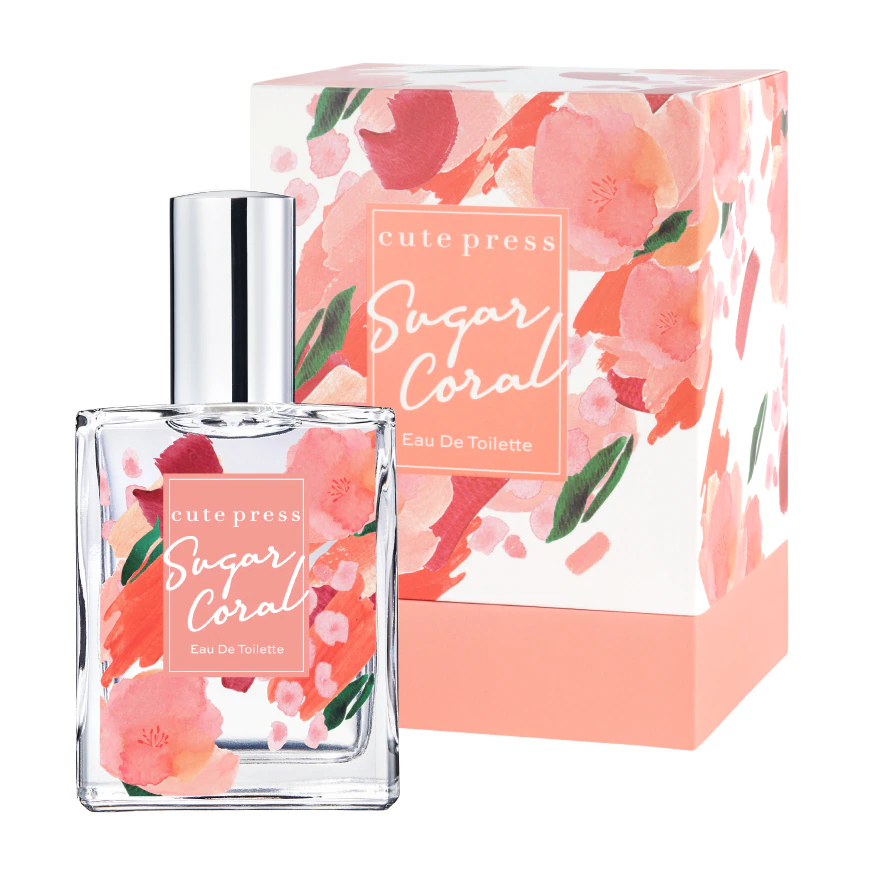 cute press
Sugar
Coral
Eau De Toilette
cute press
Sugar
Coral
Eau De Toilette